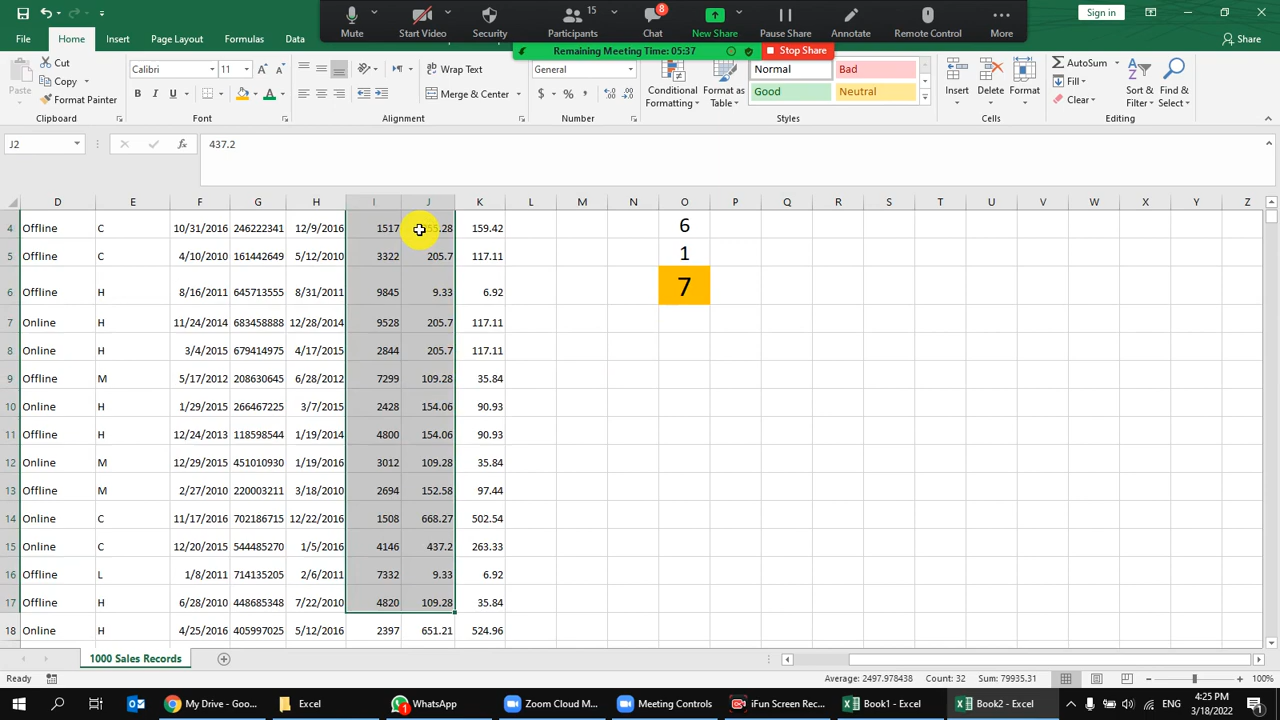 15
8
Mute
Start Video
Security
Participants
Chat
New Share
Pause Share
Annotate
Remote Control
More
Sign in
File
Home
Insert
Page Layout
Formulas
Data
Remaining Meeting Time: 05:37
Stop Share
Share
Paste
Cut
Copy
Format Painter
Clipboard
Calibri
11
B I U
Font
Wrap Text
Merge & Center
Alignment
General
$ % ,
Number
Conditional Formatting
Format as Table
Normal
Bad
Good
Neutral
Styles
Insert
Delete
Format
Cells
AutoSum
Fill
Clear
Sort & Filter
Find & Select
Editing
J2
fx
437.2
D E F G H I J K L M N O P Q R S T U V W X Y Z
4 Offline C 10/31/2016 246222341 12/9/2016 1517 5.28 159.42 6
5 Offline C 4/10/2010 161442649 5/12/2010 3322 205.7 117.11 1
6 Offline H 8/16/2011 645713555 8/31/2011 9845 9.33 6.92 7
7 Online H 11/24/2014 683458888 12/28/2014 9528 205.7 117.11
8 Online H 3/4/2015 679414975 4/17/2015 2844 205.7 117.11
9 Offline M 5/17/2012 208630645 6/28/2012 7299 109.28 35.84
10 Online H 1/29/2015 266467225 3/7/2015 2428 154.06 90.93
11 Offline H 12/24/2013 118598544 1/19/2014 4800 154.06 90.93
12 Online M 12/29/2015 451010930 1/19/2016 3012 109.28 35.84
13 Offline M 2/27/2010 220003211 3/18/2010 2694 152.58 97.44
14 Online C 11/17/2016 702186715 12/22/2016 1508 668.27 502.54
15 Online C 12/20/2015 544485270 1/5/2016 4146 437.2 263.33
16 Offline L 1/8/2011 714135205 2/6/2011 7332 9.33 6.92
17 Offline H 6/28/2010 448685348 7/22/2010 4820 109.28 35.84
18 Online H 4/25/2016 405997025 5/12/2016 2397 651.21 524.96
1000 Sales Records
Ready
Average: 2497.978438 Count: 32 Sum: 79935.31
100%
My Drive - Goo...
Excel
1
WhatsApp
Zoom Cloud M...
Meeting Controls
iFun Screen Rec...
Book1 - Excel
Book2 - Excel
ENG
4:25 PM
3/18/2022